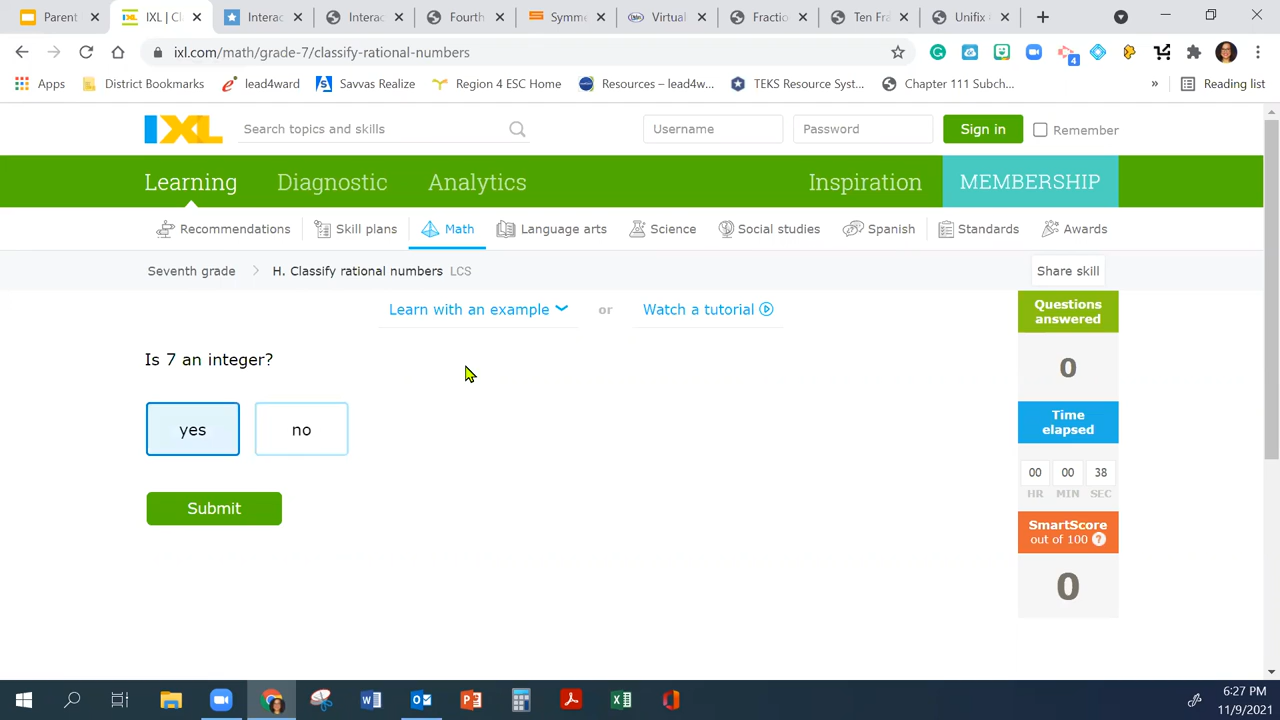 Parent
IXL | Cl
Interac
Interac
Fourth
Symme
Virtual
Fractio
Ten Fra
Unifix
ixl.com/math/grade-7/classify-rational-numbers
4
Apps
District Bookmarks
lead4ward
Savvas Realize
Region 4 ESC Home
Resources – lead4w...
TEKS Resource Syst...
Chapter 111 Subch...
»
Reading list
IXL
Search topics and skills
Username
Password
Sign in
Remember
Learning
Diagnostic
Analytics
Inspiration
MEMBERSHIP
Recommendations
Skill plans
Math
Language arts
Science
Social studies
Spanish
Standards
Awards
Seventh grade
H. Classify rational numbers LCS
Share skill
Learn with an example
or
Watch a tutorial
Questions
answered
0
Is 7 an integer?
yes
no
Submit
Time
elapsed
00 00 38
HR MIN SEC
SmartScore
out of 100 ?
0
6:27 PM
11/9/2021